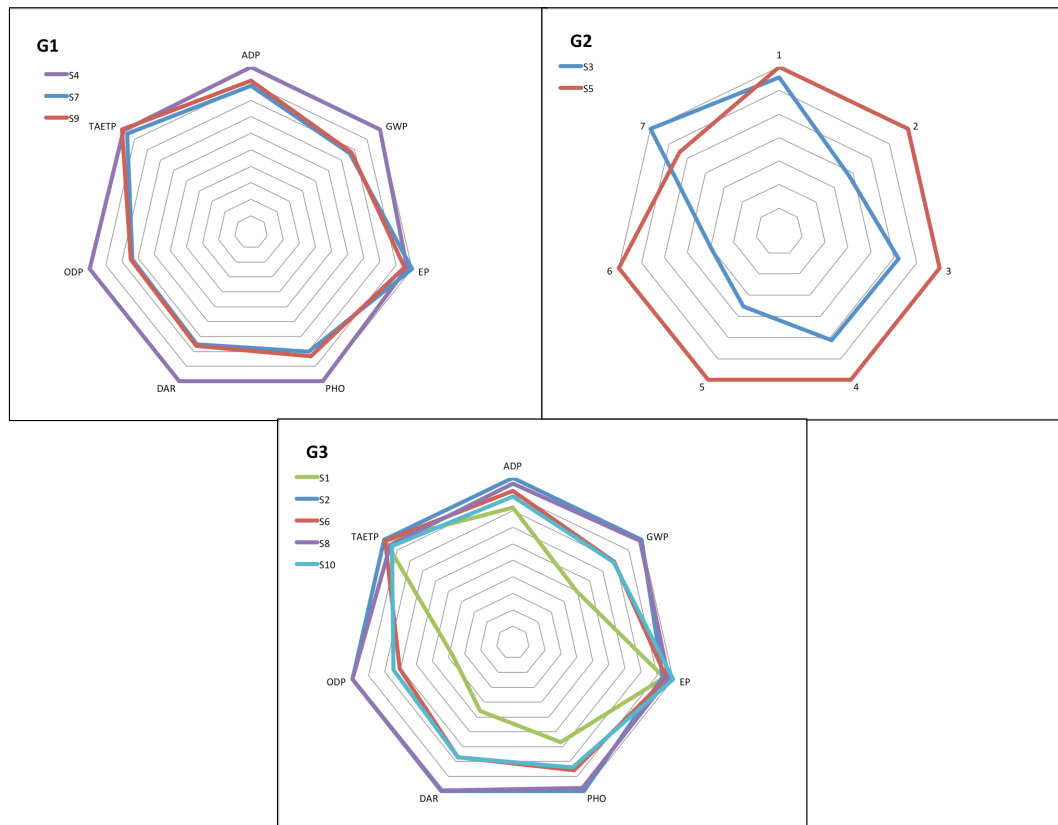 G1
S4
S7
S9
ADP
GWP
EP
PHO
DAR
ODP
TAETP
G2
S3
S5
1
2
3
4
5
6
7
G3
S1
S2
S6
S8
S10
ADP
GWP
EP
PHO
DAR
ODP
TAETP